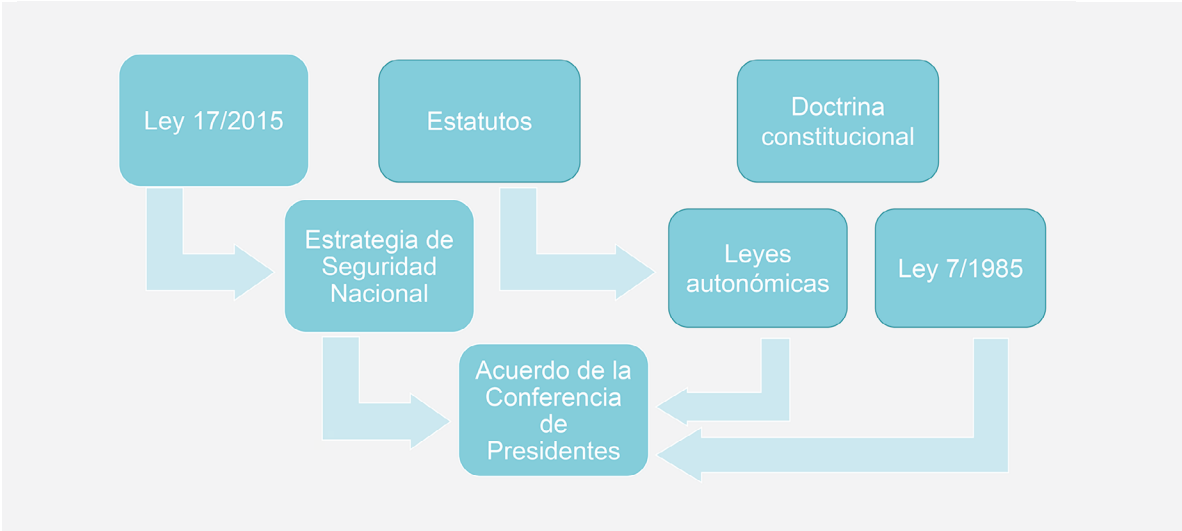 Ley 17/2015
Estatutos
Doctrina
constitucional
Estrategia de
Seguridad
Nacional
Leyes
autonómicas
Ley 7/1985
Acuerdo de la
Conferencia
de
Presidentes